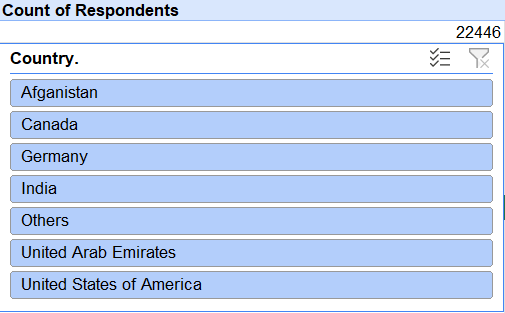 Count of Respondents
22446
Country.
Afganistan
Canada
Germany
India
Others
United Arab Emirates
United States of America